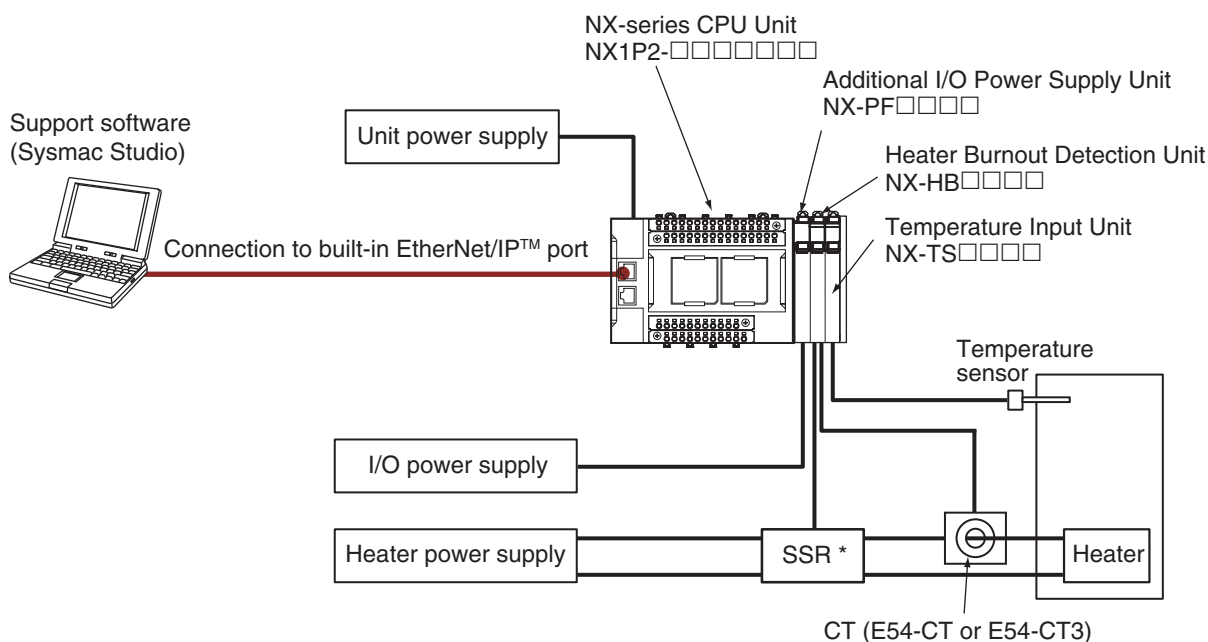 NX-series CPU Unit
NX1P2-□□□□□□□
Additional I/O Power Supply Unit
NX-PF□□□□
Support software
(Sysmac Studio)
Unit power supply
Heater Burnout Detection Unit
NX-HB□□□□
Temperature Input Unit
NX-TS□□□□
Connection to built-in EtherNet/IP™ port
Temperature
sensor
I/O power supply
Heater power supply
SSR *
Heater
CT (E54-CT or E54-CT3)